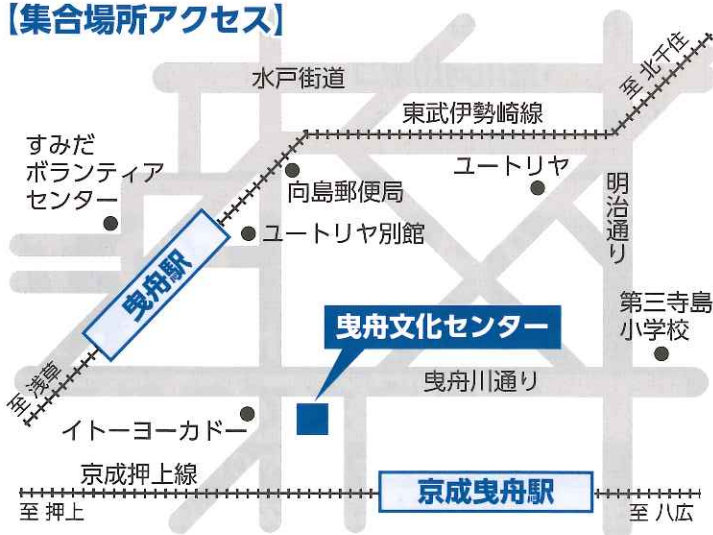 【集合場所アクセス】
水戸街道
至 北千住
東武伊勢崎線
すみだ
ボランティア
センター
向島郵便局
ユートリヤ
明治通り
ユートリヤ別館
曳舟駅
第三寺島
小学校
曳舟文化センター
至 浅草
曳舟川通り
イトーヨーカドー
京成押上線
京成曳舟駅
至 押上
至 八広